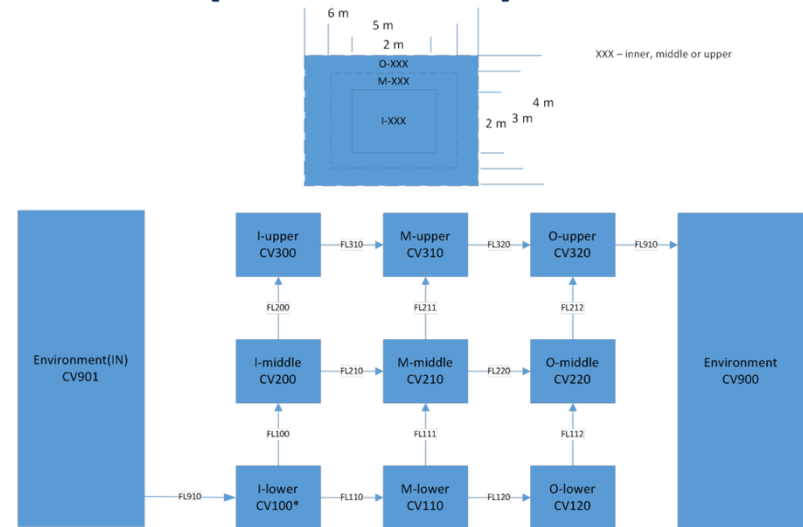 6 m
5 m
2 m
O-XXX
M-XXX
I-XXX
2 m
3 m
4 m
XXX – inner, middle or upper
Environment(IN)
CV901
I-upper
CV300
FL310
M-upper
CV310
FL320
O-upper
CV320
FL910
Environment
CV900
FL200
FL211
FL212
I-middle
CV200
FL210
M-middle
CV210
FL220
O-middle
CV220
FL100
FL111
FL112
FL910
I-lower
CV100*
FL110
M-lower
CV110
FL120
O-lower
CV120